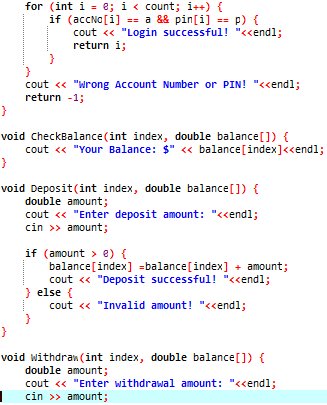 for (int i = 0; i < count; i++) {
if (accNo[i] == a && pin[i] == p) {
cout << "Login successful! "<<endl;
return i;
}
}
cout << "Wrong Account Number or PIN! "<<endl;
return -1;
}
void CheckBalance(int index, double balance[]) {
cout << "Your Balance: $" << balance[index]<<endl;
}
void Deposit(int index, double balance[]) {
double amount;
cout << "Enter deposit amount: "<<endl;
cin >> amount;
if (amount > 0) {
balance[index] =balance[index] + amount;
cout << "Deposit successful! "<<endl;
} else {
cout << "Invalid amount! "<<endl;
}
}
void Withdraw(int index, double balance[]) {
double amount;
cout << "Enter withdrawal amount: "<<endl;
cin >> amount;